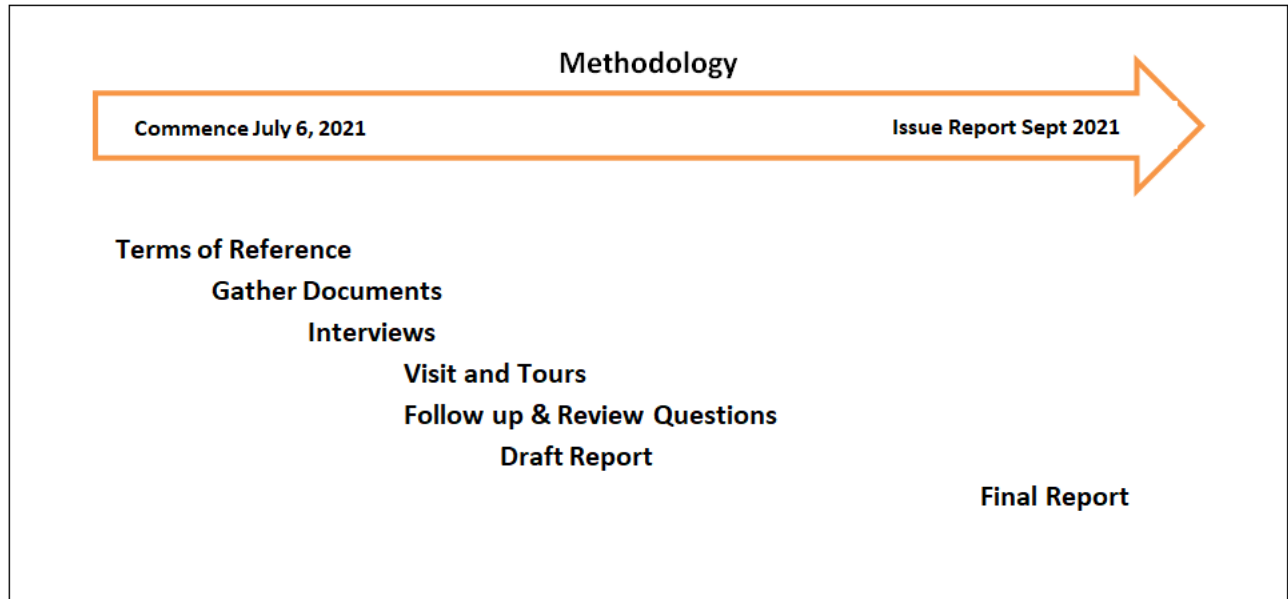 Methodology
Commence July 6, 2021 Issue Report Sept 2021
Terms of Reference
Gather Documents
Interviews
Visit and Tours
Follow up & Review Questions
Draft Report
Final Report